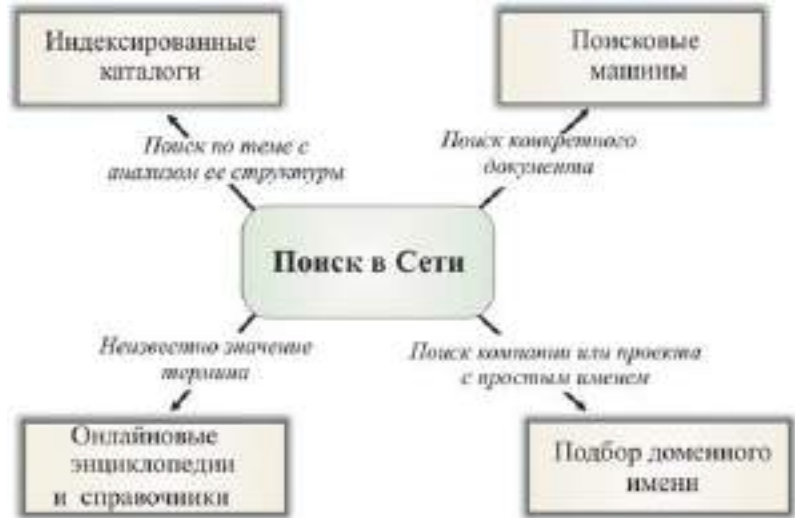 Индексированные
каталоги
Поисковые
машины
Поиск по теме с
анализом ее структуры
Поиск конкретного
документа
Поиск в Сети
Неизвестно значение
термина
Поиск компании или проекта
с простым именем
Онлайновые
энциклопедии
и справочники
Подбор доменного
имени